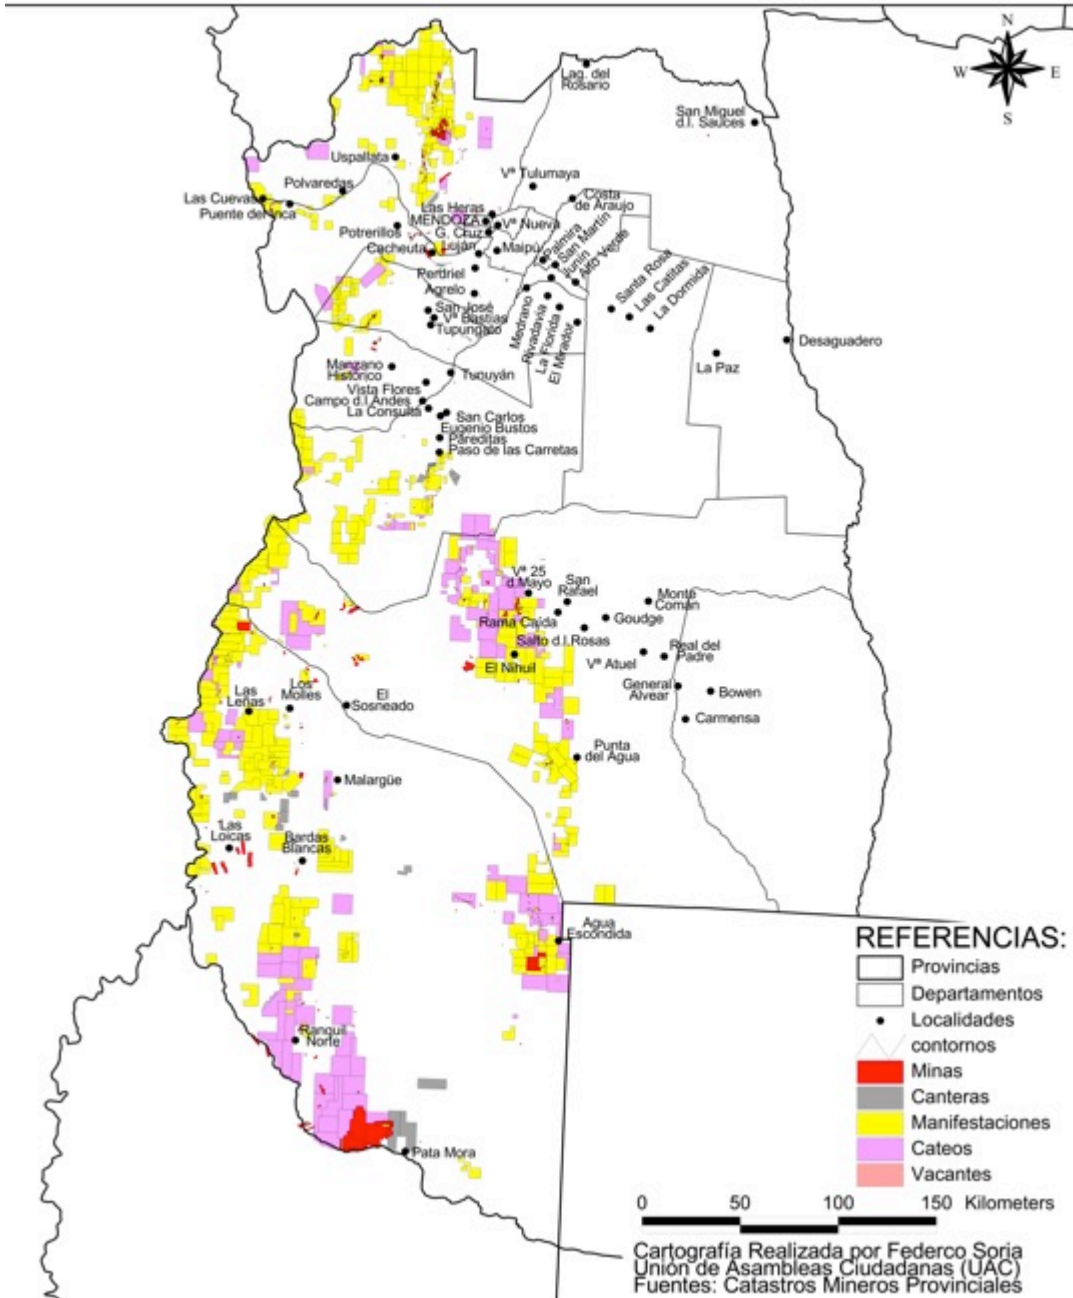 N
W
E
S
Lag. del
Rosario
San Miguel
d.l. Sauces
Uspallata
Vª Tulumaya
Polvaredas
Las Cuevas
Puente del Inca
Costa
de Araujo
Las Heras
MENDOZA
Vª Nueva
G. Cruz
Potrerillos
Luján
Maipú
Cacheuta
Palmira
San Martín
Junín
Alto Verde
Perdriel
Agrelo
Santa Rosa
Las Catitas
La Dormida
San José
Vª Bastias
Tupungato
Medrano
Rivadavia
La Florida
El Mirador
Desaguadero
La Paz
Manzano
Histórico
Tunuyán
Vista Flores
Campo d.l.Andes
La Consulta
San Carlos
Eugenio Bustos
Pareditas
Paso de las Carretas
Vª 25
d.Mayo
San
Rafael
Monte
Comán
Rama Caída
Goudge
Salto d.l.Rosas
El Nihuil
Vª Atuel
Real del
Padre
General
Alvear
Bowen
Carmensa
Las
Leñas
Los
Molles
El
Sosneado
Punta
del Agua
Malargüe
Las
Loicas
Bardas
Blancas
Agua
Escondida
Ranquil
Norte
Pata Mora
REFERENCIAS:
Provincias
Departamentos
Localidades
contornos
Minas
Canteras
Manifestaciones
Cateos
Vacantes
0 50 100 150 Kilometers
Cartografía Realizada por Federco Soria
Unión de Asambleas Ciudadanas (UAC)
Fuentes: Catastros Mineros Provinciales